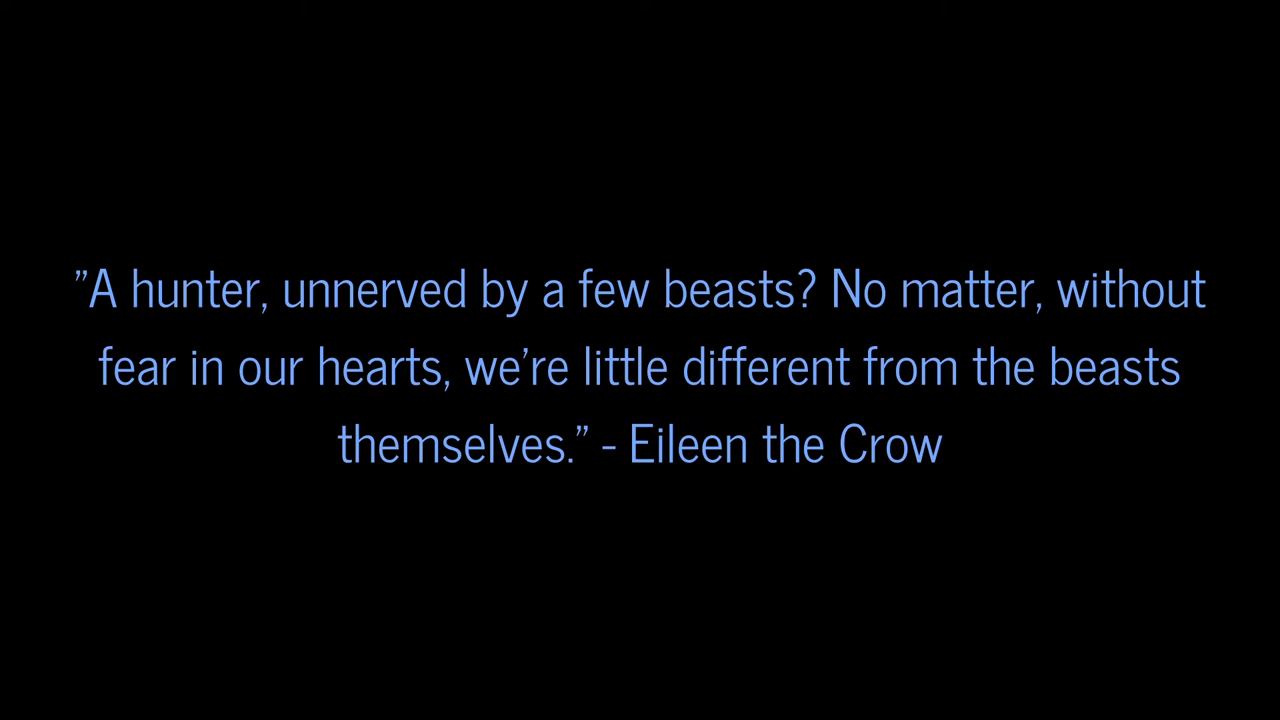 ”A hunter, unnerved by a few beasts? No matter, without
fear in our hearts, we’re little different from the beasts
themselves.” - Eileen the Crow